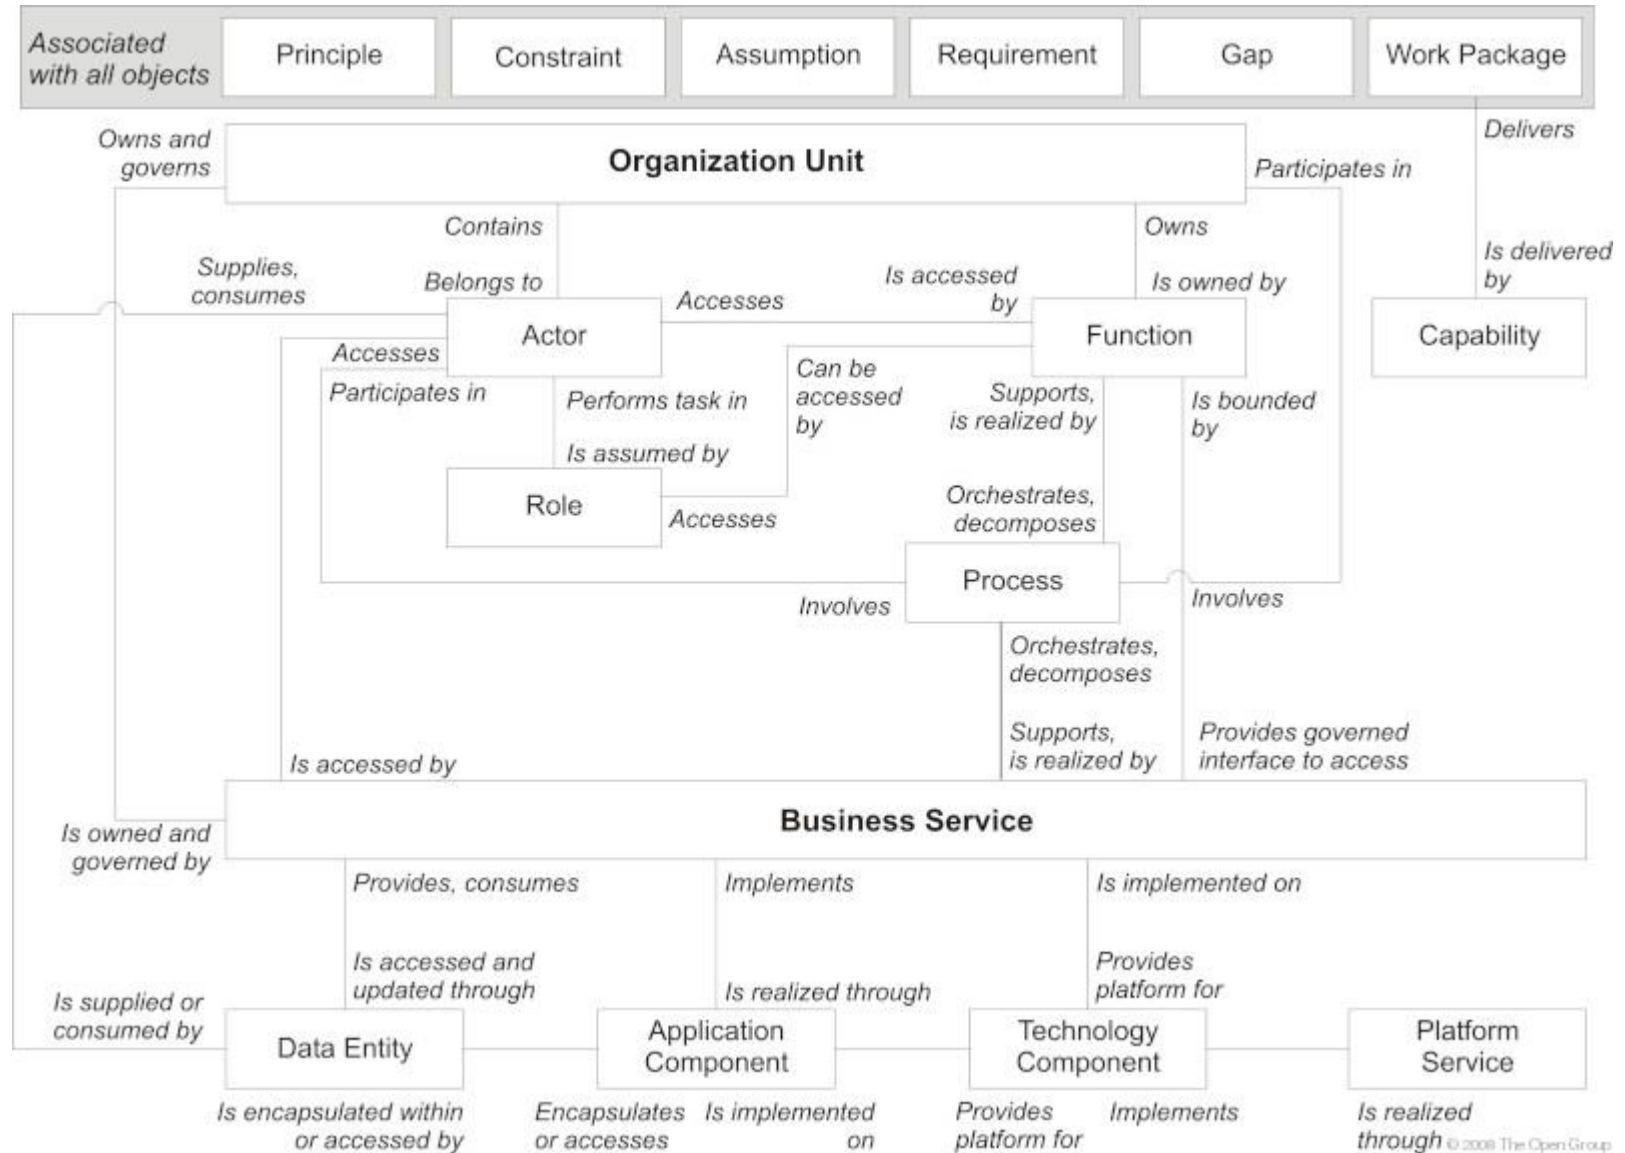 Associated
with all objects
Principle
Constraint
Assumption
Requirement
Gap
Work Package
Owns and
governs
Organization Unit
Participates in
Delivers
Contains
Owns
Supplies,
consumes
Belongs to
Accesses
Is accessed
by
Is owned by
Is delivered
by
Actor
Function
Capability
Accesses
Participates in
Performs task in
Can be
accessed
by
Supports,
is realized by
Is bounded
by
Is assumed by
Role
Accesses
Orchestrates,
decomposes
Process
Involves
Involves
Orchestrates,
decomposes
Is accessed by
Supports,
is realized by
Provides governed
interface to access
Business Service
Is owned and
governed by
Provides, consumes
Implements
Is implemented on
Is accessed and
updated through
Is realized through
Provides
platform for
Is supplied or
consumed by
Data Entity
Application
Component
Technology
Component
Platform
Service
Is encapsulated within
or accessed by
Encapsulates
or accesses
Is implemented
on
Provides
platform for
Implements
Is realized
through
© 2008 The Open Group